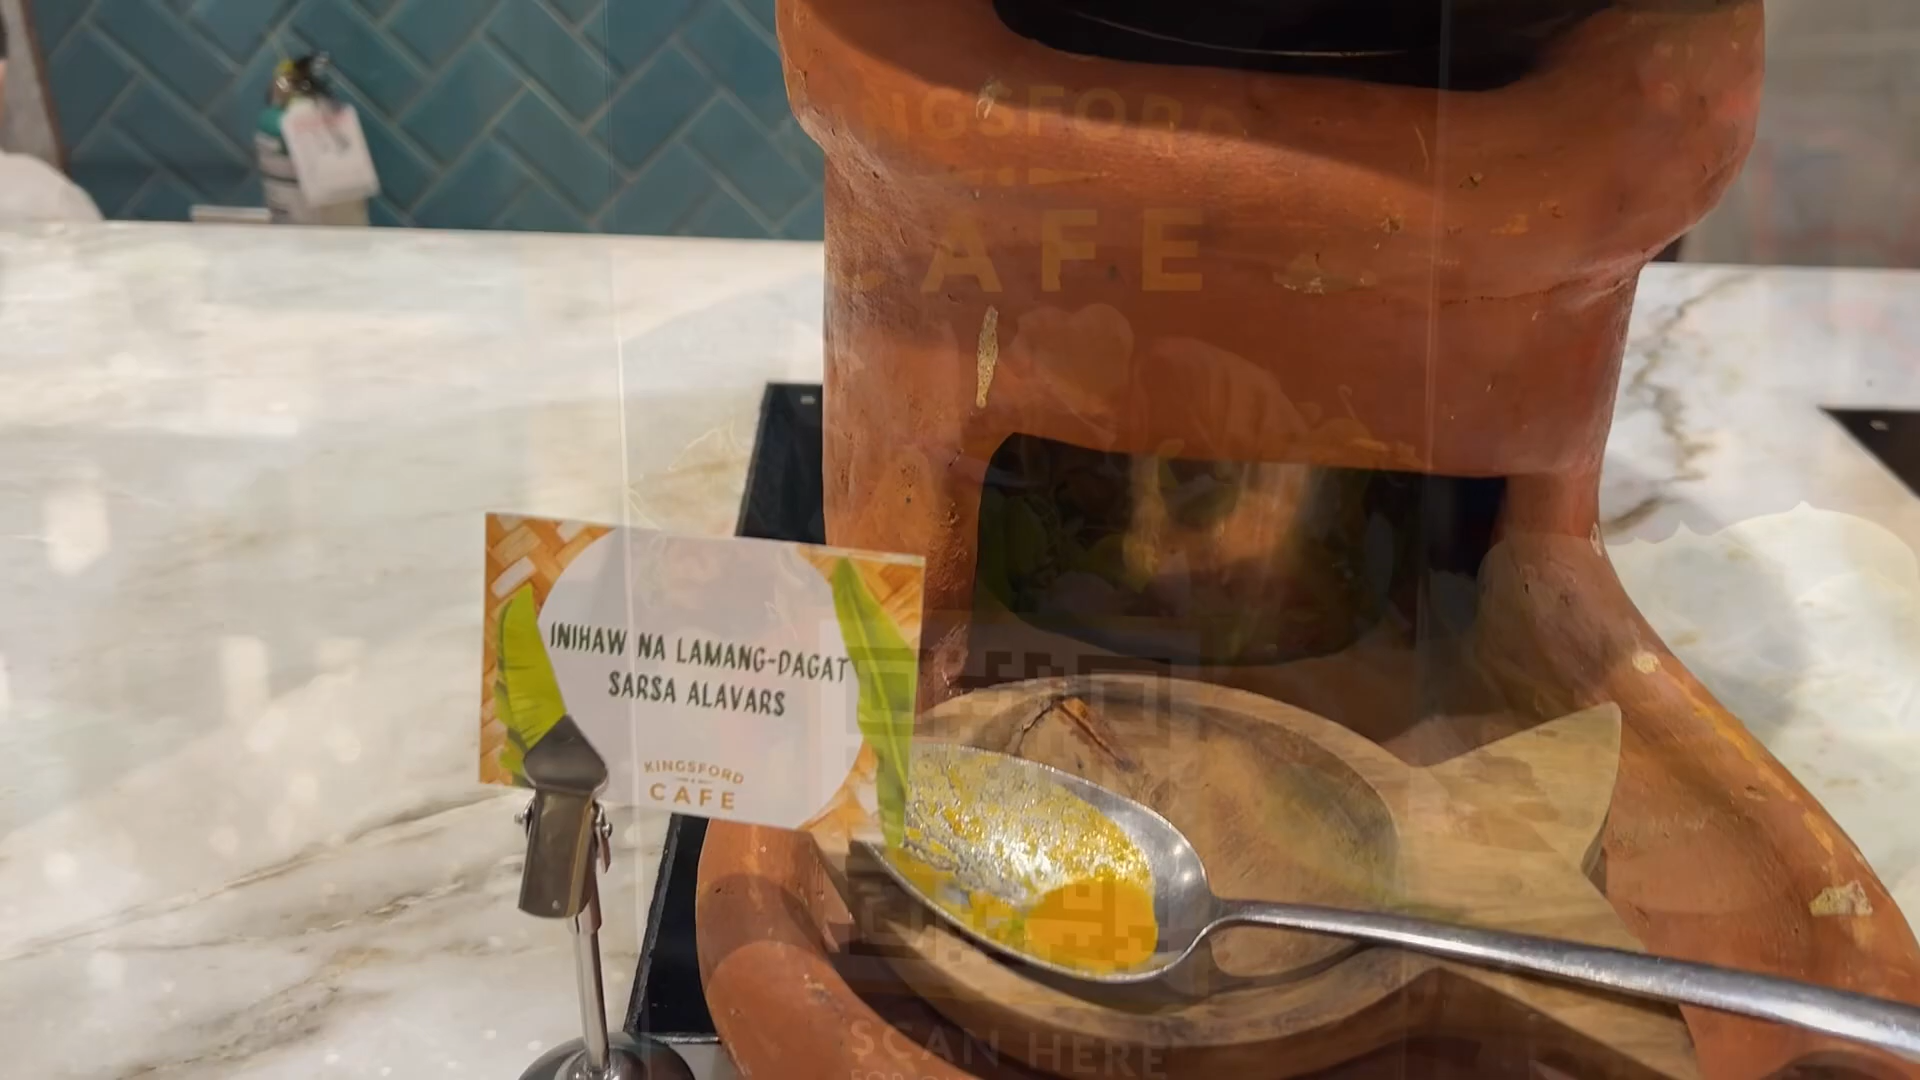 KINGSFORD
CAFE
INIHAW NA LAMANG-DAGAT
SARSA ALAVARS
KINGSFORD
CAFE
SCAN HERE